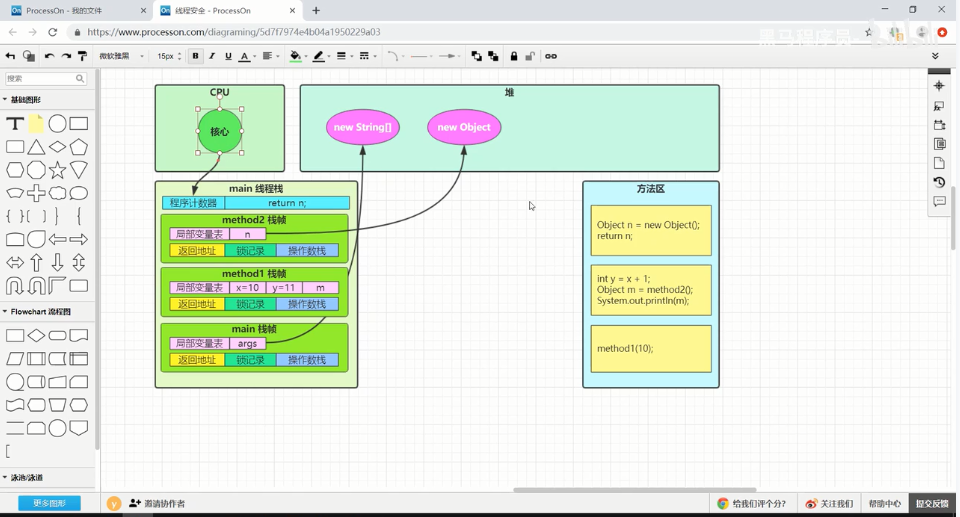 ProcessOn - 我的文件
线程安全 - ProcessOn
https://www.processon.com/diagraming/5d7f7974e4b04a1950229a03
黑马程序员
微软雅黑
15px
B
I
U
A
搜索
基础图形
T
Flowchart 流程图
泳池/泳道
更多图形
CPU
核心
堆
new String[]
new Object
main 线程栈
程序计数器
return n;
method2 栈帧
局部变量表
n
返回地址
锁记录
操作数栈
method1 栈帧
局部变量表
x=10
y=11
m
返回地址
锁记录
操作数栈
main 栈帧
局部变量表
args
返回地址
锁记录
操作数栈
方法区
Object n = new Object();
return n;
int y = x + 1;
Object m = method2();
System.out.println(m);
method1(10);
y
邀请协作者
给我们评个分?
关注我们
帮助中心
提交反馈